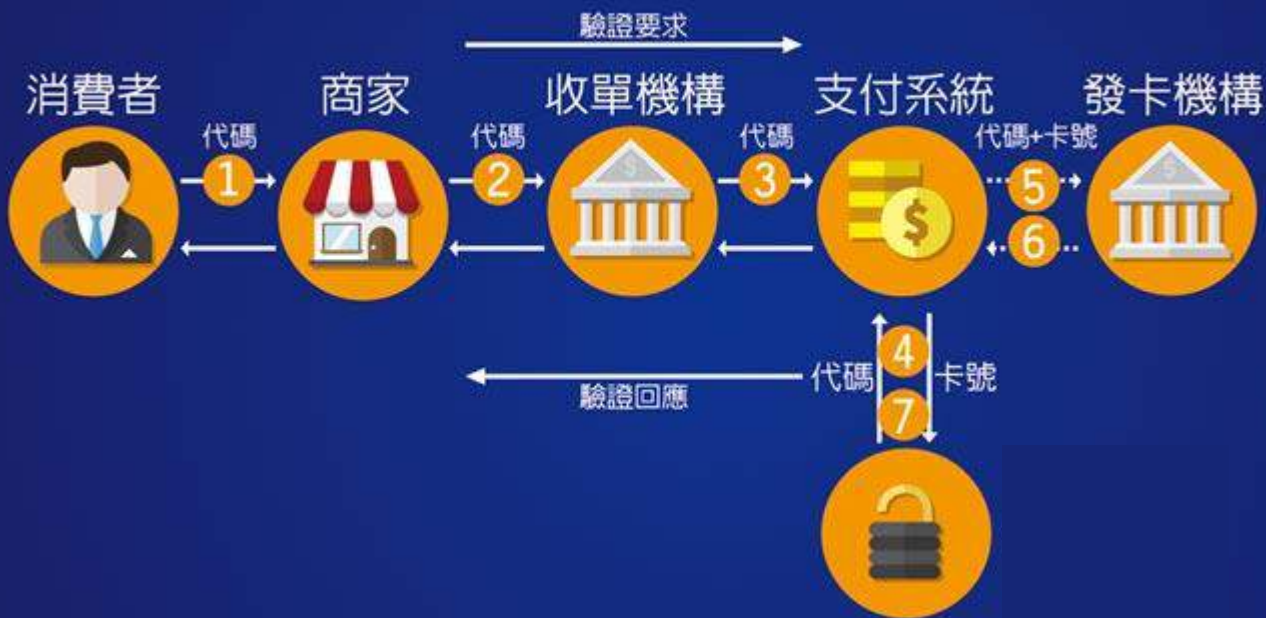 驗證要求
消費者
商家
收單機構
支付系統
發卡機構
代碼
代碼
代碼
代碼+卡號
1
2
3
5
6
4
代碼
卡號
驗證回應
7